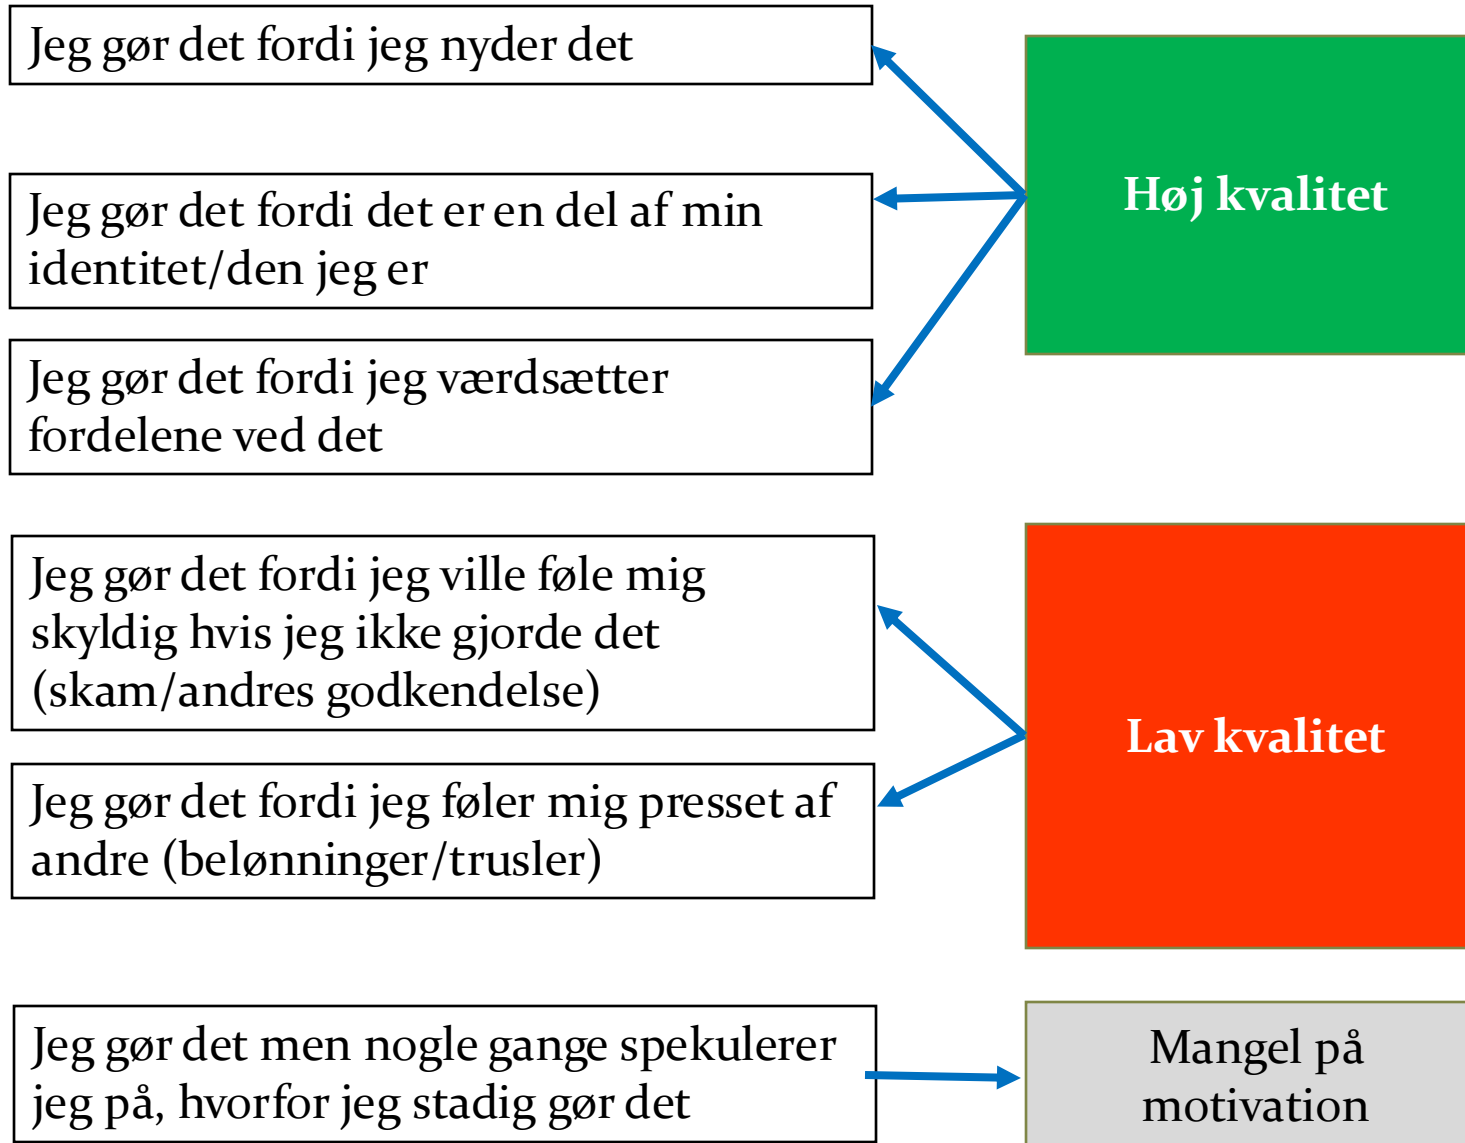 Jeg gør det fordi jeg nyder det
Høj kvalitet
Jeg gør det fordi det er en del af min
identitet/den jeg er
Jeg gør det fordi jeg værdsætter
fordelene ved det
Jeg gør det fordi jeg ville føle mig
skyldig hvis jeg ikke gjorde det
(skam/andres godkendelse)
Lav kvalitet
Jeg gør det fordi jeg føler mig presset af
andre (belønninger/trusler)
Jeg gør det men nogle gange spekulerer
jeg på, hvorfor jeg stadig gør det
Mangel på
motivation